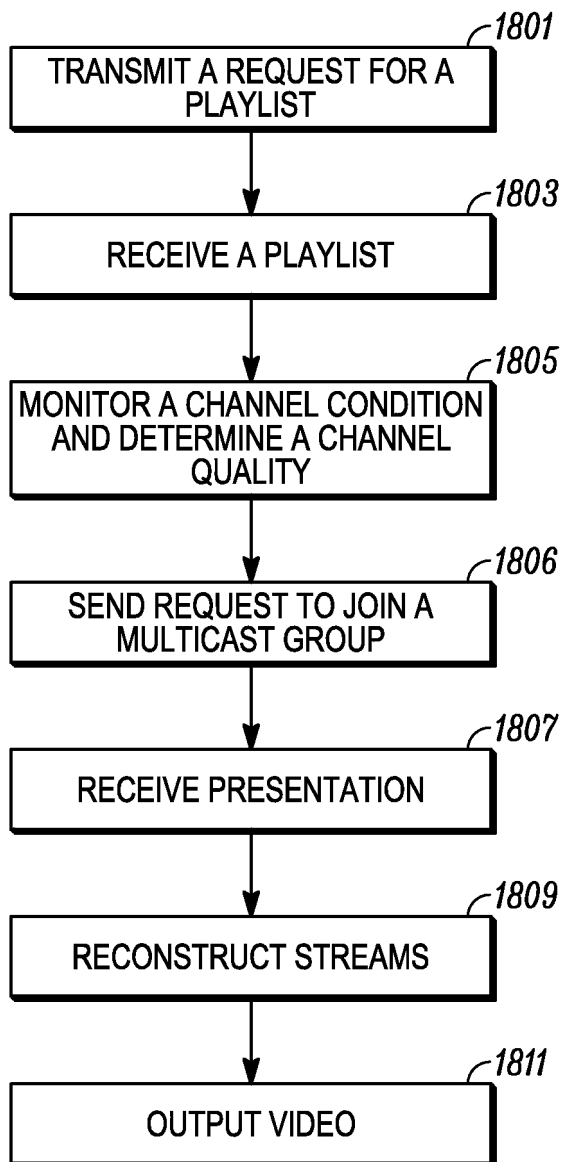 1801
TRANSMIT A REQUEST FOR A
PLAYLIST
1803
RECEIVE A PLAYLIST
1805
MONITOR A CHANNEL CONDITION
AND DETERMINE A CHANNEL
QUALITY
1806
SEND REQUEST TO JOIN A
MULTICAST GROUP
1807
RECEIVE PRESENTATION
1809
RECONSTRUCT STREAMS
1811
OUTPUT VIDEO